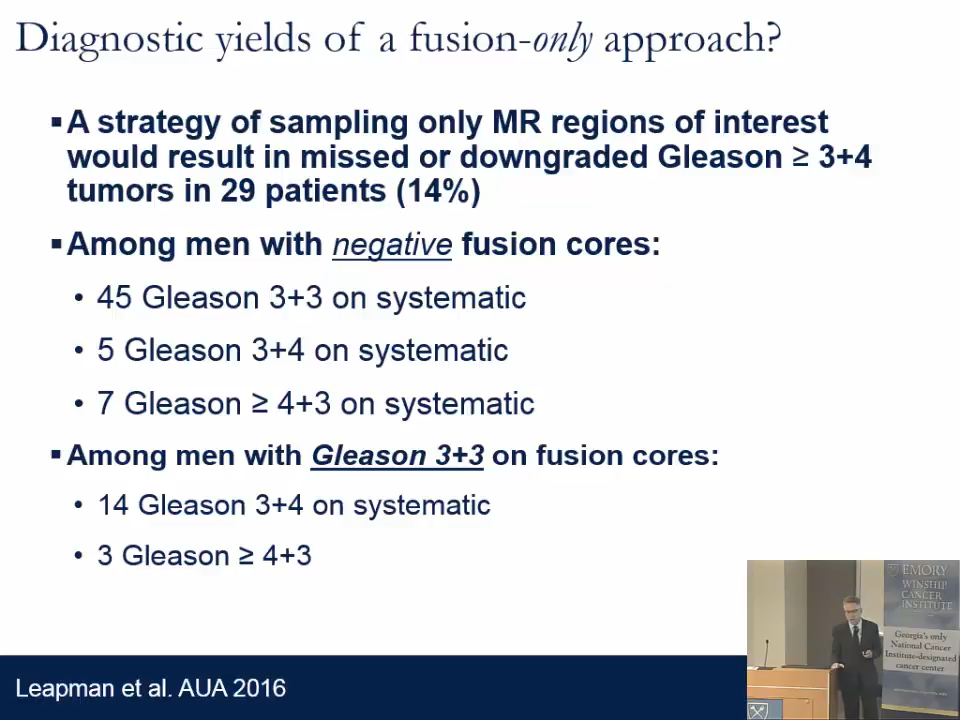 Diagnostic yields of a fusion-only approach?
▪A strategy of sampling only MR regions of interest
would result in missed or downgraded Gleason ≥ 3+4
tumors in 29 patients (14%)
▪Among men with negative fusion cores:
• 45 Gleason 3+3 on systematic
• 5 Gleason 3+4 on systematic
• 7 Gleason ≥ 4+3 on systematic
▪Among men with Gleason 3+3 on fusion cores:
• 14 Gleason 3+4 on systematic
• 3 Gleason ≥ 4+3
Leapman et al. AUA 2016
EMORY
WINSHIP
CANCER
INSTITUTE
Georgia's only
National Cancer
Institute-designated
cancer center